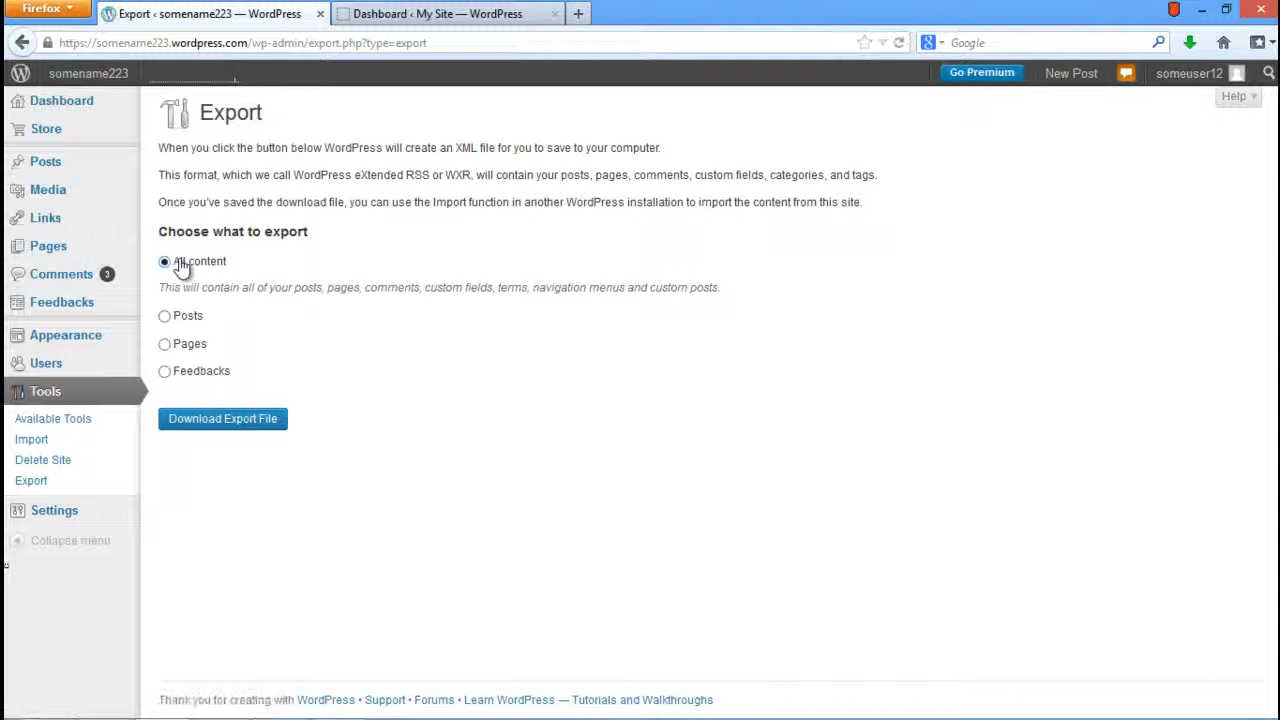 Firefox
Export ‹ somename223 — WordPress
Dashboard ‹ My Site — WordPress
https://somename223.wordpress.com/wp-admin/export.php?type=export
Google
somename223
Go Premium
New Post
someuser12
Help
Dashboard
Store
Posts
Media
Links
Pages
Comments 3
Feedbacks
Appearance
Users
Tools
Available Tools
Import
Delete Site
Export
Settings
Collapse menu
Export
When you click the button below WordPress will create an XML file for you to save to your computer.
This format, which we call WordPress eXtended RSS or WXR, will contain your posts, pages, comments, custom fields, categories, and tags.
Once you've saved the download file, you can use the Import function in another WordPress installation to import the content from this site.
Choose what to export
All content
This will contain all of your posts, pages, comments, custom fields, terms, navigation menus and custom posts.
Posts
Pages
Feedbacks
Download Export File
Thank you for creating with WordPress • Support • Forums • Learn WordPress — Tutorials and Walkthroughs